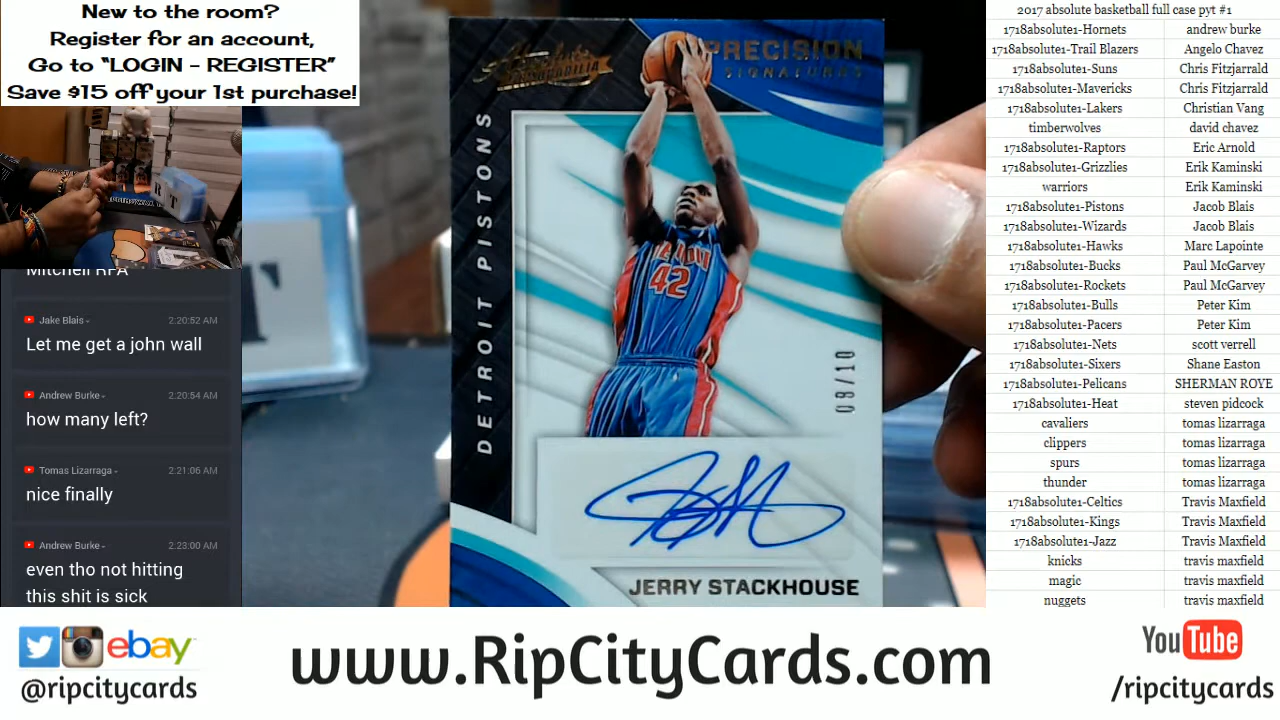 New to the room?
Register for an account,
Go to “LOGIN - REGISTER”
Save $15 off your 1st purchase!
Mitchell RPA
Jake Blais
2:20:52 AM
Let me get a john wall
Andrew Burke
2:20:54 AM
how many left?
Tomas Lizarraga
2:21:06 AM
nice finally
Andrew Burke
2:23:00 AM
even tho not hitting
this shit is sick
Absolute
MEMORABILIA
PRECISION
SIGNATURES
DETROIT PISTONS
42
08/10
JERRY STACKHOUSE
2017 absolute basketball full case pyt #1
1718absolute1-Hornets andrew burke
1718absolute1-Trail Blazers Angelo Chavez
1718absolute1-Suns Chris Fitzjarrald
1718absolute1-Mavericks Chris Fitzjarrald
1718absolute1-Lakers Christian Vang
timberwolves david chavez
1718absolute1-Raptors Eric Arnold
1718absolute1-Grizzlies Erik Kaminski
warriors Erik Kaminski
1718absolute1-Pistons Jacob Blais
1718absolute1-Wizards Jacob Blais
1718absolute1-Hawks Marc Lapointe
1718absolute1-Bucks Paul McGarvey
1718absolute1-Rockets Paul McGarvey
1718absolute1-Bulls Peter Kim
1718absolute1-Pacers Peter Kim
1718absolute1-Nets scott verrell
1718absolute1-Sixers Shane Easton
1718absolute1-Pelicans SHERMAN ROYE
1718absolute1-Heat steven pidcock
cavaliers tomas lizarraga
clippers tomas lizarraga
spurs tomas lizarraga
thunder tomas lizarraga
1718absolute1-Celtics Travis Maxfield
1718absolute1-Kings Travis Maxfield
1718absolute1-Jazz Travis Maxfield
knicks travis maxfield
magic travis maxfield
nuggets travis maxfield
ebay
@ripcitycards
www.RipCityCards.com
YouTube
/ripcitycards